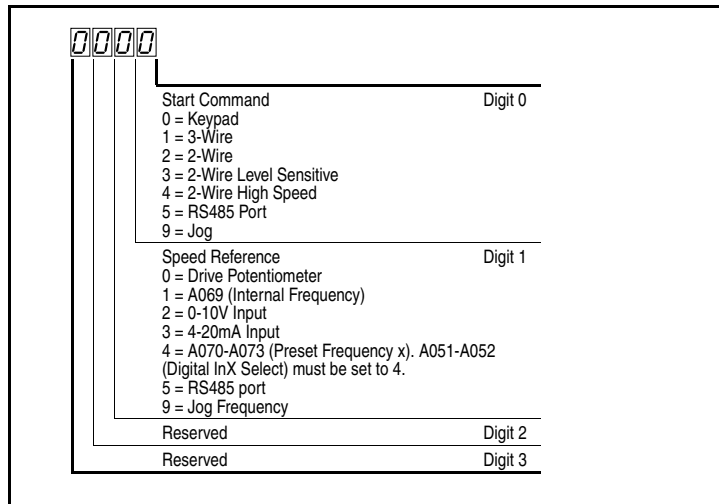 0000
Start Command Digit 0
0 = Keypad
1 = 3-Wire
2 = 2-Wire
3 = 2-Wire Level Sensitive
4 = 2-Wire High Speed
5 = RS485 Port
9 = Jog
Speed Reference Digit 1
0 = Drive Potentiometer
1 = A069 (Internal Frequency)
2 = 0-10V Input
3 = 4-20mA Input
4 = A070-A073 (Preset Frequency x). A051-A052
(Digital InX Select) must be set to 4.
5 = RS485 port
9 = Jog Frequency
Reserved Digit 2
Reserved Digit 3